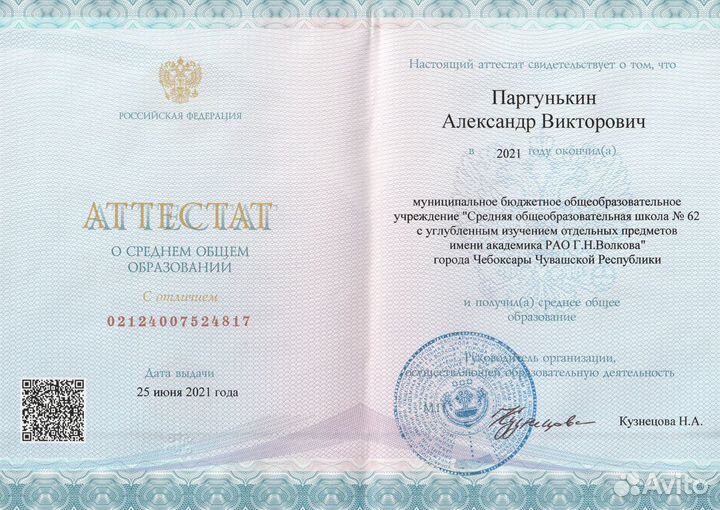 РОССИЙСКАЯ ФЕДЕРАЦИЯ
АТТЕСТАТ
О СРЕДНЕМ ОБЩЕМ
ОБРАЗОВАНИИ
С отличием
02124007524817
Дата выдачи
25 июня 2021 года
Настоящий аттестат свидетельствует о том, что
Паргунькин
Александр Викторович
в 2021 году окончил(а)
муниципальное бюджетное общеобразовательное
учреждение "Средняя общеобразовательная школа № 62
с углубленным изучением отдельных предметов
имени академика РАО Г.Н.Волкова"
города Чебоксары Чувашской Республики
и получил(а) среднее общее
образование
Руководитель организации,
осуществляющей образовательную деятельность
М.П.
Кузнецова Н.А.
Avito